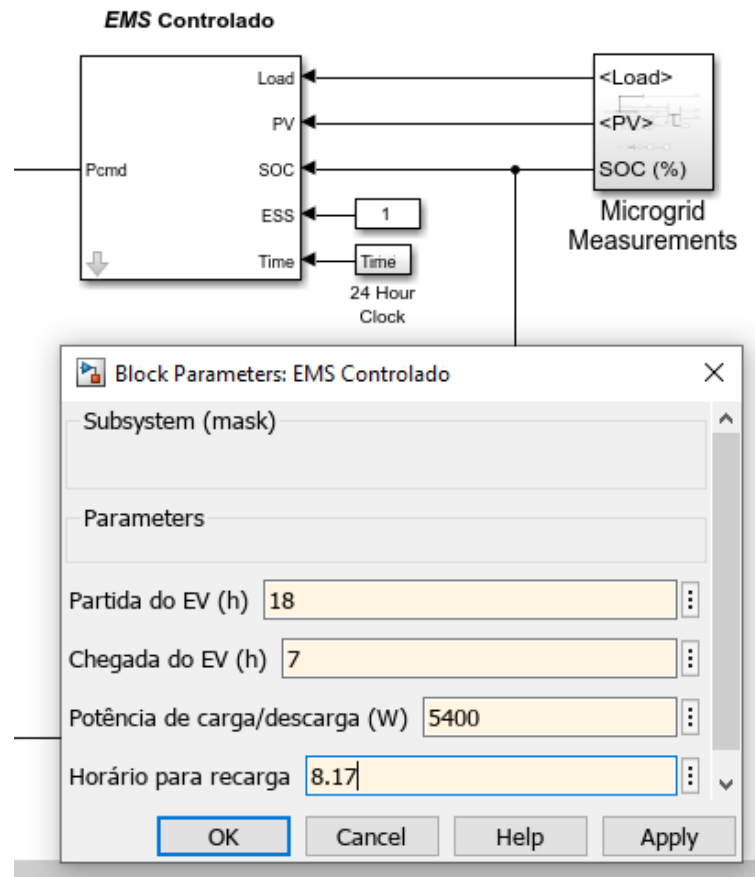 EMS Controlado
Load
PV
Pcmd
SOC
ESS
Time
1
Time
24 Hour
Clock
<Load>
<PV>
SOC (%)
Microgrid
Measurements
Block Parameters: EMS Controlado
Subsystem (mask)
Parameters
Partida do EV (h) 18
Chegada do EV (h) 7
Potência de carga/descarga (W) 5400
Horário para recarga 8.17
OK Cancel Help Apply